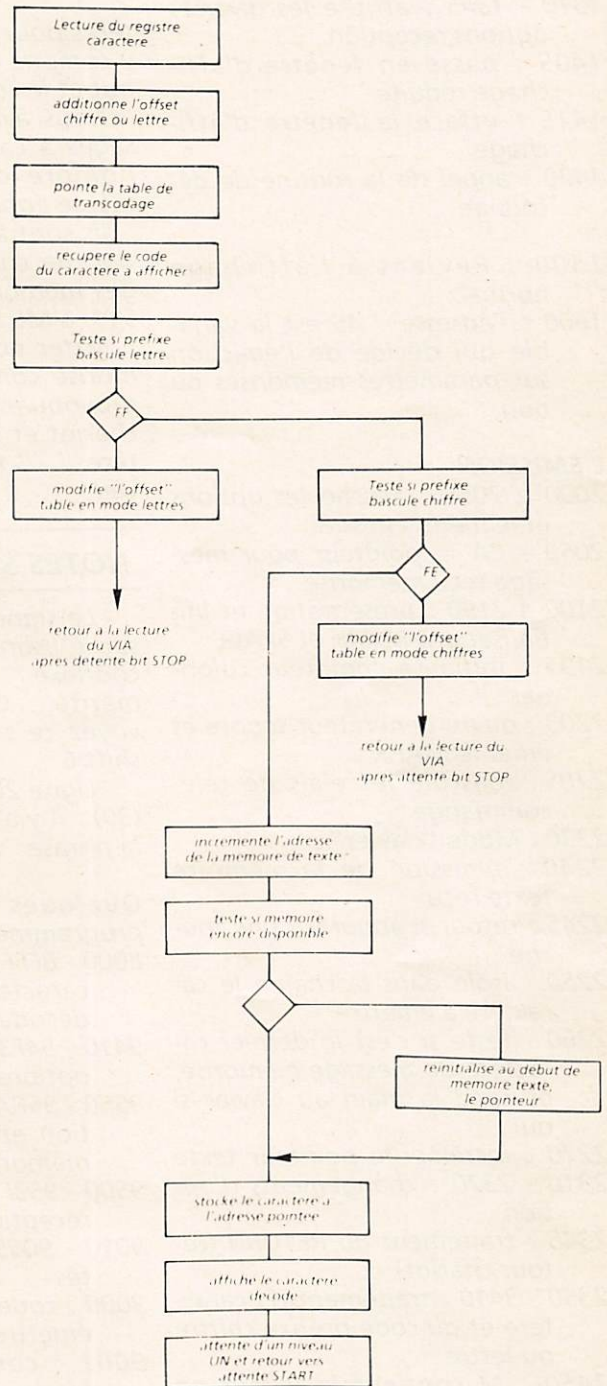 Lecture du registre
caractere
additionne l'offset
chiffre ou lettre
pointe la table de
transcodage
recupere le code
du caractere a afficher
Teste si prefixe
bascule lettre
FF
modifie "l'offset"
table en mode lettres
retour a la lecture
du VIA
apres detente bit STOP
Teste si prefixe
bascule chiffre
FE
modifie "l'offset"
table en mode chiffres
retour a la lecture du
VIA
apres attente bit STOP
incremente l'adresse
de la memoire de texte
teste si memoire
encore disponible
reinitialise au debut de
memoire texte,
le pointeur
stocke le caractere a
l'adresse pointee
affiche le caractere
decode
attente d'un niveau
UN et retour vers
attente START